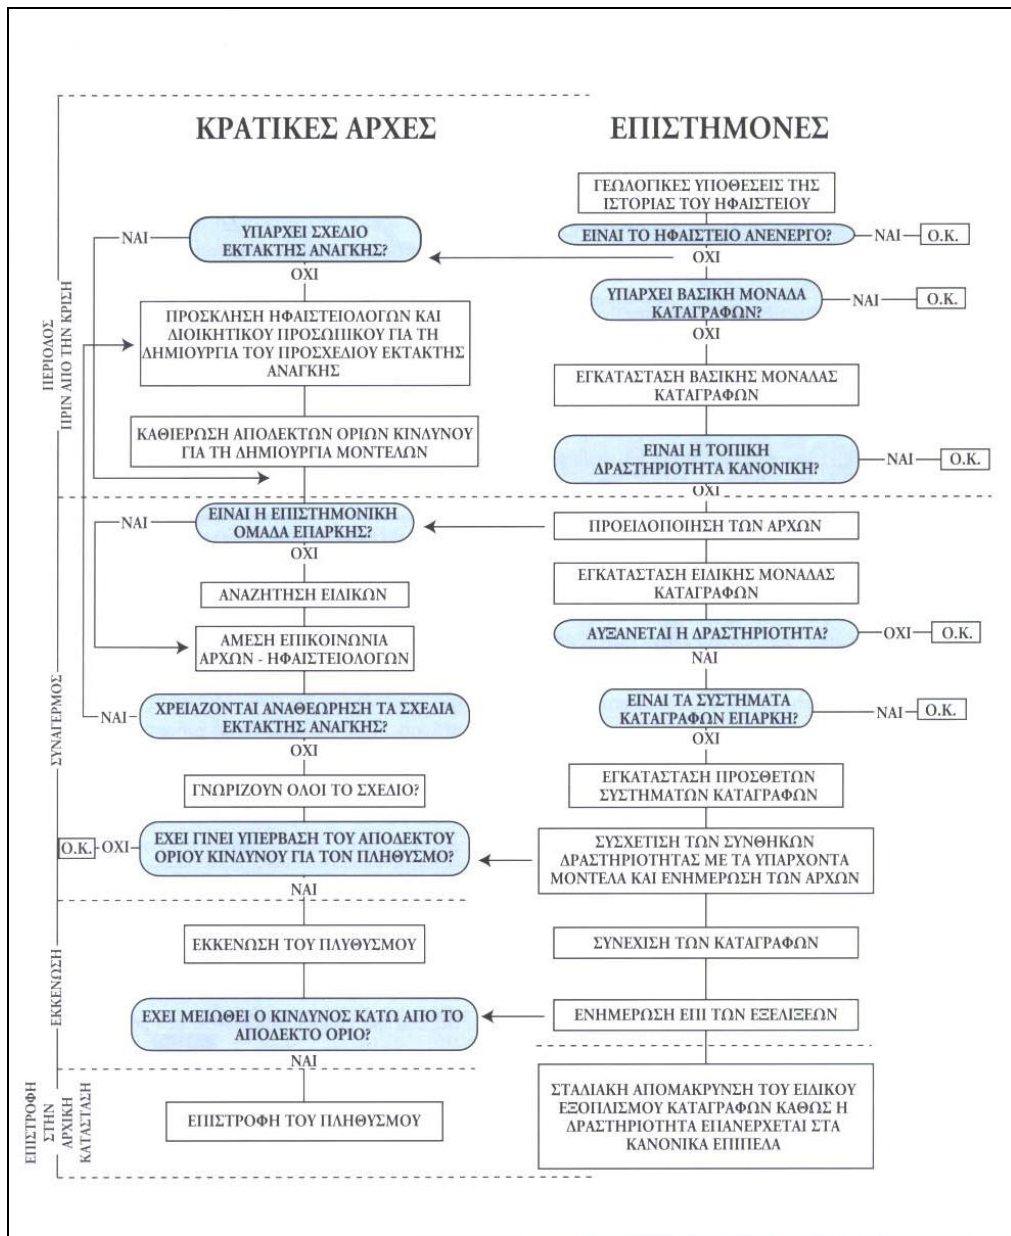 ΚΡΑΤΙΚΕΣ ΑΡΧΕΣ
ΥΠΑΡΧΕΙ ΣΧΕΔΙΟ
ΕΚΤΑΚΤΗΣ ΑΝΑΓΚΗΣ?
ΝΑΙ
ΟΧΙ
ΠΡΟΣΚΛΗΣΗ ΗΦΑΙΣΤΕΙΟΛΟΓΩΝ ΚΑΙ
ΔΙΟΙΚΗΤΙΚΟΥ ΠΡΟΣΩΠΙΚΟΥ ΓΙΑ ΤΗ
ΔΗΜΙΟΥΡΓΙΑ ΤΟΥ ΠΡΟΣΧΕΔΙΟΥ ΕΚΤΑΚΤΗΣ
ΑΝΑΓΚΗΣ
ΚΑΘΙΕΡΩΣΗ ΑΠΟΔΕΚΤΩΝ ΟΡΙΩΝ ΚΙΝΔΥΝΟΥ
ΓΙΑ ΤΗ ΔΗΜΙΟΥΡΓΙΑ ΜΟΝΤΕΛΩΝ
ΠΕΡΙΟΔΟΣ
ΠΡΙΝ ΑΠΟ ΤΗΝ ΚΡΙΣΗ
ΝΑΙ
ΕΙΝΑΙ Η ΕΠΙΣΤΗΜΟΝΙΚΗ
ΟΜΑΔΑ ΕΠΑΡΚΗΣ?
ΟΧΙ
ΑΝΑΖΗΤΗΣΗ ΕΙΔΙΚΩΝ
ΑΜΕΣΗ ΕΠΙΚΟΙΝΩΝΙΑ
ΑΡΧΩΝ - ΗΦΑΙΣΤΕΙΟΛΟΓΩΝ
ΝΑΙ
ΧΡΕΙΑΖΟΝΤΑΙ ΑΝΑΘΕΩΡΗΣΗ ΤΑ ΣΧΕΔΙΑ
ΕΚΤΑΚΤΗΣ ΑΝΑΓΚΗΣ?
ΟΧΙ
ΓΝΩΡΙΖΟΥΝ ΟΛΟΙ ΤΟ ΣΧΕΔΙΟ?
Ο.Κ.
ΟΧΙ
ΕΧΕΙ ΓΙΝΕΙ ΥΠΕΡΒΑΣΗ ΤΟΥ ΑΠΟΔΕΚΤΟΥ
ΟΡΙΟΥ ΚΙΝΔΥΝΟΥ ΓΙΑ ΤΟΝ ΠΛΗΘΥΣΜΟ?
ΝΑΙ
ΣΥΝΑΓΕΡΜΟΣ
ΕΚΚΕΝΩΣΗ ΤΟΥ ΠΛΥΘΥΣΜΟΥ
ΕΧΕΙ ΜΕΙΩΘΕΙ Ο ΚΙΝΔΥΝΟΣ ΚΑΤΩ ΑΠΟ ΤΟ
ΑΠΟΔΕΚΤΟ ΟΡΙΟ?
ΝΑΙ
ΕΚΚΕΝΩΣΗ
ΕΠΙΣΤΡΟΦΗ ΤΟΥ ΠΛΗΘΥΣΜΟΥ
ΕΠΙΣΤΡΟΦΗ
ΣΤΗΝ
ΑΡΧΙΚΗ
ΚΑΤΑΣΤΑΣΗ
ΕΠΙΣΤΗΜΟΝΕΣ
ΓΕΩΛΟΓΙΚΕΣ ΥΠΟΘΕΣΕΙΣ ΤΗΣ
ΙΣΤΟΡΙΑΣ ΤΟΥ ΗΦΑΙΣΤΕΙΟΥ
ΕΙΝΑΙ ΤΟ ΗΦΑΙΣΤΕΙΟ ΑΝΕΝΕΡΓΟ?
ΝΑΙ
Ο.Κ.
ΟΧΙ
ΥΠΑΡΧΕΙ ΒΑΣΙΚΗ ΜΟΝΑΔΑ
ΚΑΤΑΓΡΑΦΩΝ?
ΝΑΙ
Ο.Κ.
ΟΧΙ
ΕΓΚΑΤΑΣΤΑΣΗ ΒΑΣΙΚΗΣ ΜΟΝΑΔΑΣ
ΚΑΤΑΓΡΑΦΩΝ
ΕΙΝΑΙ Η ΤΟΠΙΚΗ
ΔΡΑΣΤΗΡΙΟΤΗΤΑ ΚΑΝΟΝΙΚΗ?
ΝΑΙ
Ο.Κ.
ΟΧΙ
ΠΡΟΕΙΔΟΠΟΙΗΣΗ ΤΩΝ ΑΡΧΩΝ
ΕΓΚΑΤΑΣΤΑΣΗ ΕΙΔΙΚΗΣ ΜΟΝΑΔΑΣ
ΚΑΤΑΓΡΑΦΩΝ
ΑΥΞΑΝΕΤΑΙ Η ΔΡΑΣΤΗΡΙΟΤΗΤΑ?
ΟΧΙ
Ο.Κ.
ΝΑΙ
ΕΙΝΑΙ ΤΑ ΣΥΣΤΗΜΑΤΑ
ΚΑΤΑΓΡΑΦΩΝ ΕΠΑΡΚΗ?
ΝΑΙ
Ο.Κ.
ΟΧΙ
ΕΓΚΑΤΑΣΤΑΣΗ ΠΡΟΣΘΕΤΩΝ
ΣΥΣΤΗΜΑΤΩΝ ΚΑΤΑΓΡΑΦΩΝ
ΣΥΣΧΕΤΙΣΗ ΤΩΝ ΣΥΝΘΗΚΩΝ
ΔΡΑΣΤΗΡΙΟΤΗΤΑΣ ΜΕ ΤΑ ΥΠΑΡΧΟΝΤΑ
ΜΟΝΤΕΛΑ ΚΑΙ ΕΝΗΜΕΡΩΣΗ ΤΩΝ ΑΡΧΩΝ
ΣΥΝΕΧΙΣΗ ΤΩΝ ΚΑΤΑΓΡΑΦΩΝ
ΕΝΗΜΕΡΩΣΗ ΕΠΙ ΤΩΝ ΕΞΕΛΙΞΕΩΝ
ΣΤΑΔΙΑΚΗ ΑΠΟΜΑΚΡΥΝΣΗ ΤΟΥ ΕΙΔΙΚΟΥ
ΕΞΟΠΛΙΣΜΟΥ ΚΑΤΑΓΡΑΦΩΝ ΚΑΘΩΣ Η
ΔΡΑΣΤΗΡΙΟΤΗΤΑ ΕΠΑΝΕΡΧΕΤΑΙ ΣΤΑ
ΚΑΝΟΝΙΚΑ ΕΠΙΠΕΔΑ